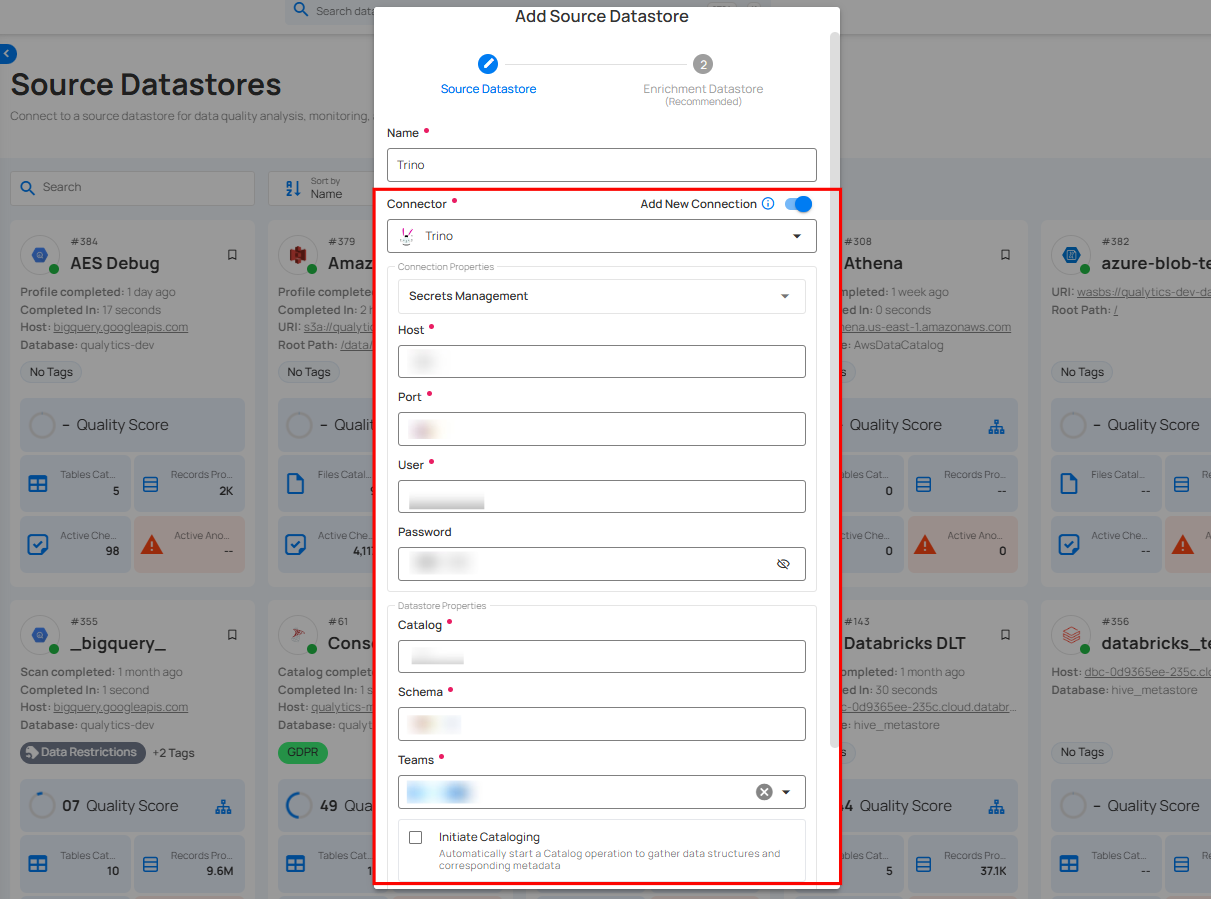 Search data
Add Source Datastore
2
Source Datastore
Enrichment Datastore
(Recommended)
Source Datastores
Connect to a source datastore for data quality analysis, monitoring,
Name
Trino
Search
Sort by
Name
Connector
Add New Connection
Trino
Connection Properties
Secrets Management
Host
Port
User
Password
Datastore Properties
Catalog
Schema
Teams
Initiate Cataloging
Automatically start a Catalog operation to gather data structures and
corresponding metadata
#384
AES Debug
Profile completed: 1 day ago
Completed In: 17 seconds
Host: bigquery.googleapis.com
Database: qualytics-dev
No Tags
– Quality Score
Tables Cat...
5
Records Pro...
2K
Active Che...
98
Active Ano...
--
#379
Amaz
Profile complete
Completed In: 2
URI: s3a://qualytic
Root Path: /data/
No Tags
– Quali
Files Catal...
Active Che...
4,117
#308
Athena
mpleted: 1 week ago
ed In: 0 seconds
hena.us-east-1.amazonaws.com
e: AwsDataCatalog
s
Quality Score
ables Cat...
0
Records Pro...
--
ctive Che...
0
Active Ano...
0
#382
azure-blob-te
URI: wasbs://qualytics-dev-da
Root Path: /
No Tags
– Quality Score
Files Catal...
--
Re
Active Che...
--
A
#355
_bigquery_
Scan completed: 1 month ago
Completed In: 1 second
Host: bigquery.googleapis.com
Database: qualytics-dev
Data Restrictions
+2 Tags
07 Quality Score
Tables Cat...
10
Records Pro...
9.6M
#61
Cons
Catalog complet
Completed In: 1 s
Host: qualytics-m
Database: qualyt
GDPR
49 Qua
Tables Cat
1
#143
Databricks DLT
ompleted: 1 month ago
ed In: 30 seconds
c-0d9365ee-235c.cloud.databr...
e: hive_metastore
s
4 Quality Score
ables Cat...
5
Records Pro...
37.1K
#356
databricks_te
Host: dbc-0d9365ee-235c.clo
Database: hive_metastore
No Tags
– Quality Score
Tables Cat...
--
Re